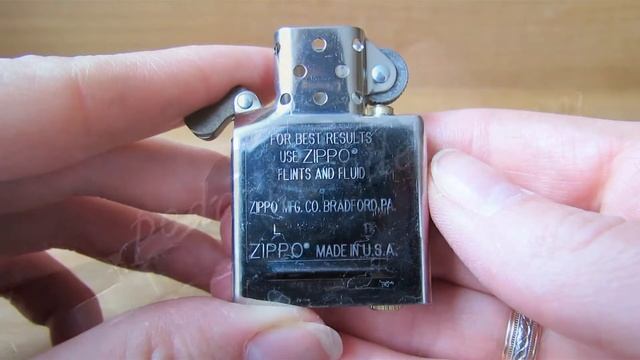 FOR BEST RESULTS
USE ZIPPO®
FLINTS AND FLUID
ZIPPO MFG. CO. BRADFORD, PA.
ZIPPO® MADE IN U.S.A.